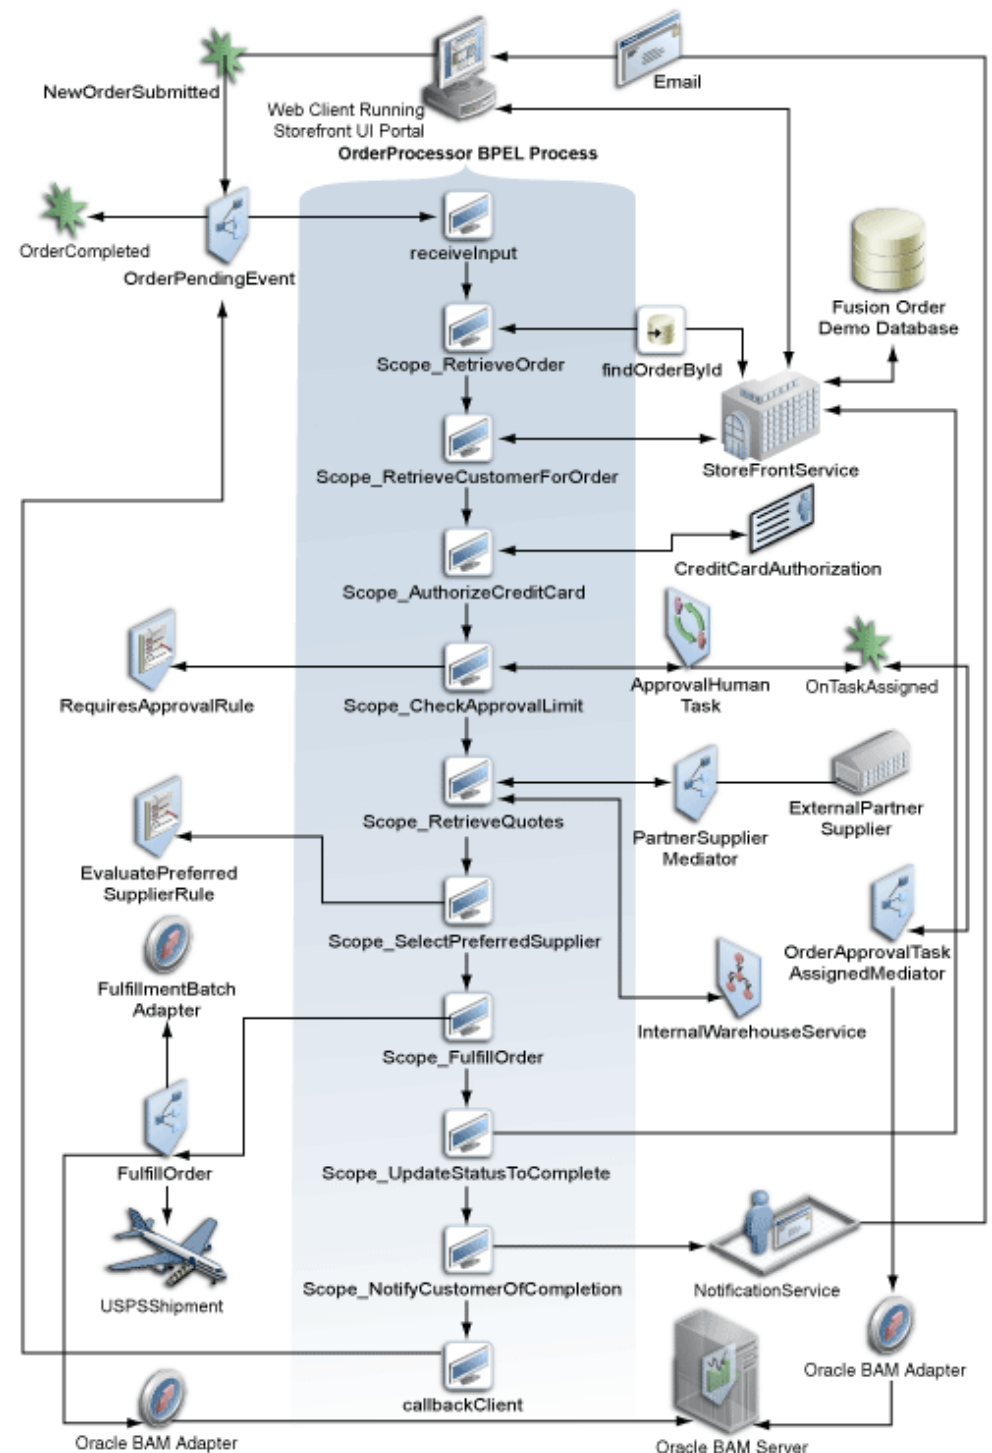 Email
NewOrderSubmitted
Web Client Running
Storefront UI Portal
OrderProcessor BPEL Process
OrderCompleted
OrderPendingEvent
receiveInput
Fusion Order
Demo Database
Scope_RetrieveOrder
findOrderById
StoreFrontService
Scope_RetrieveCustomerForOrder
CreditCardAuthorization
Scope_AuthorizeCreditCard
RequiresApprovalRule
Scope_CheckApprovalLimit
ApprovalHuman
Task
OnTaskAssigned
Scope_RetrieveQuotes
PartnerSupplier
Mediator
ExternalPartner
Supplier
EvaluatePreferred
SupplierRule
Scope_SelectPreferredSupplier
OrderApprovalTask
AssignedMediator
FulfillmentBatch
Adapter
InternalWarehouseService
Scope_FulfillOrder
FulfillOrder
Scope_UpdateStatusToComplete
USPSShipment
Scope_NotifyCustomerOfCompletion
NotificationService
Oracle BAM Adapter
callbackClient
Oracle BAM Adapter
Oracle BAM Server